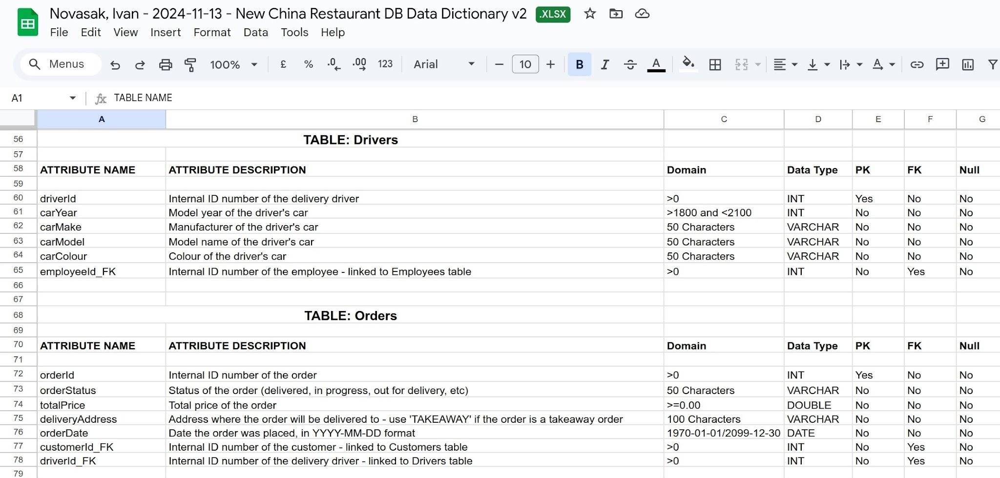 Novasak, Ivan - 2024-11-13 - New China Restaurant DB Data Dictionary v2 .XLSX
File Edit View Insert Format Data Tools Help
Menus 100% £ % .0 .00 123 Arial 10 B I S A A
A1 fx TABLE NAME
A B C D E F G
56 TABLE: Drivers
57
58 ATTRIBUTE NAME ATTRIBUTE DESCRIPTION Domain Data Type PK FK Null
59
60 driverId Internal ID number of the delivery driver >0 INT Yes No No
61 carYear Model year of the driver's car >1800 and <2100 INT No No No
62 carMake Manufacturer of the driver's car 50 Characters VARCHAR No No No
63 carModel Model name of the driver's car 50 Characters VARCHAR No No No
64 carColour Colour of the driver's car 50 Characters VARCHAR No No No
65 employeeId_FK Internal ID number of the employee - linked to Employees table >0 INT No Yes No
66
67
68 TABLE: Orders
69
70 ATTRIBUTE NAME ATTRIBUTE DESCRIPTION Domain Data Type PK FK Null
71
72 orderId Internal ID number of the order >0 INT Yes No No
73 orderStatus Status of the order (delivered, in progress, out for delivery, etc) 50 Characters VARCHAR No No No
74 totalPrice Total price of the order >=0.00 DOUBLE No No No
75 deliveryAddress Address where the order will be delivered to - use 'TAKEAWAY' if the order is a takeaway order 100 Characters VARCHAR No No No
76 orderDate Date the order was placed, in YYYY-MM-DD format 1970-01-01/2099-12-30 DATE No No No
77 customerId_FK Internal ID number of the customer - linked to Customers table >0 INT No Yes No
78 driverId_FK Internal ID number of the delivery driver - linked to Drivers table >0 INT No Yes No
79